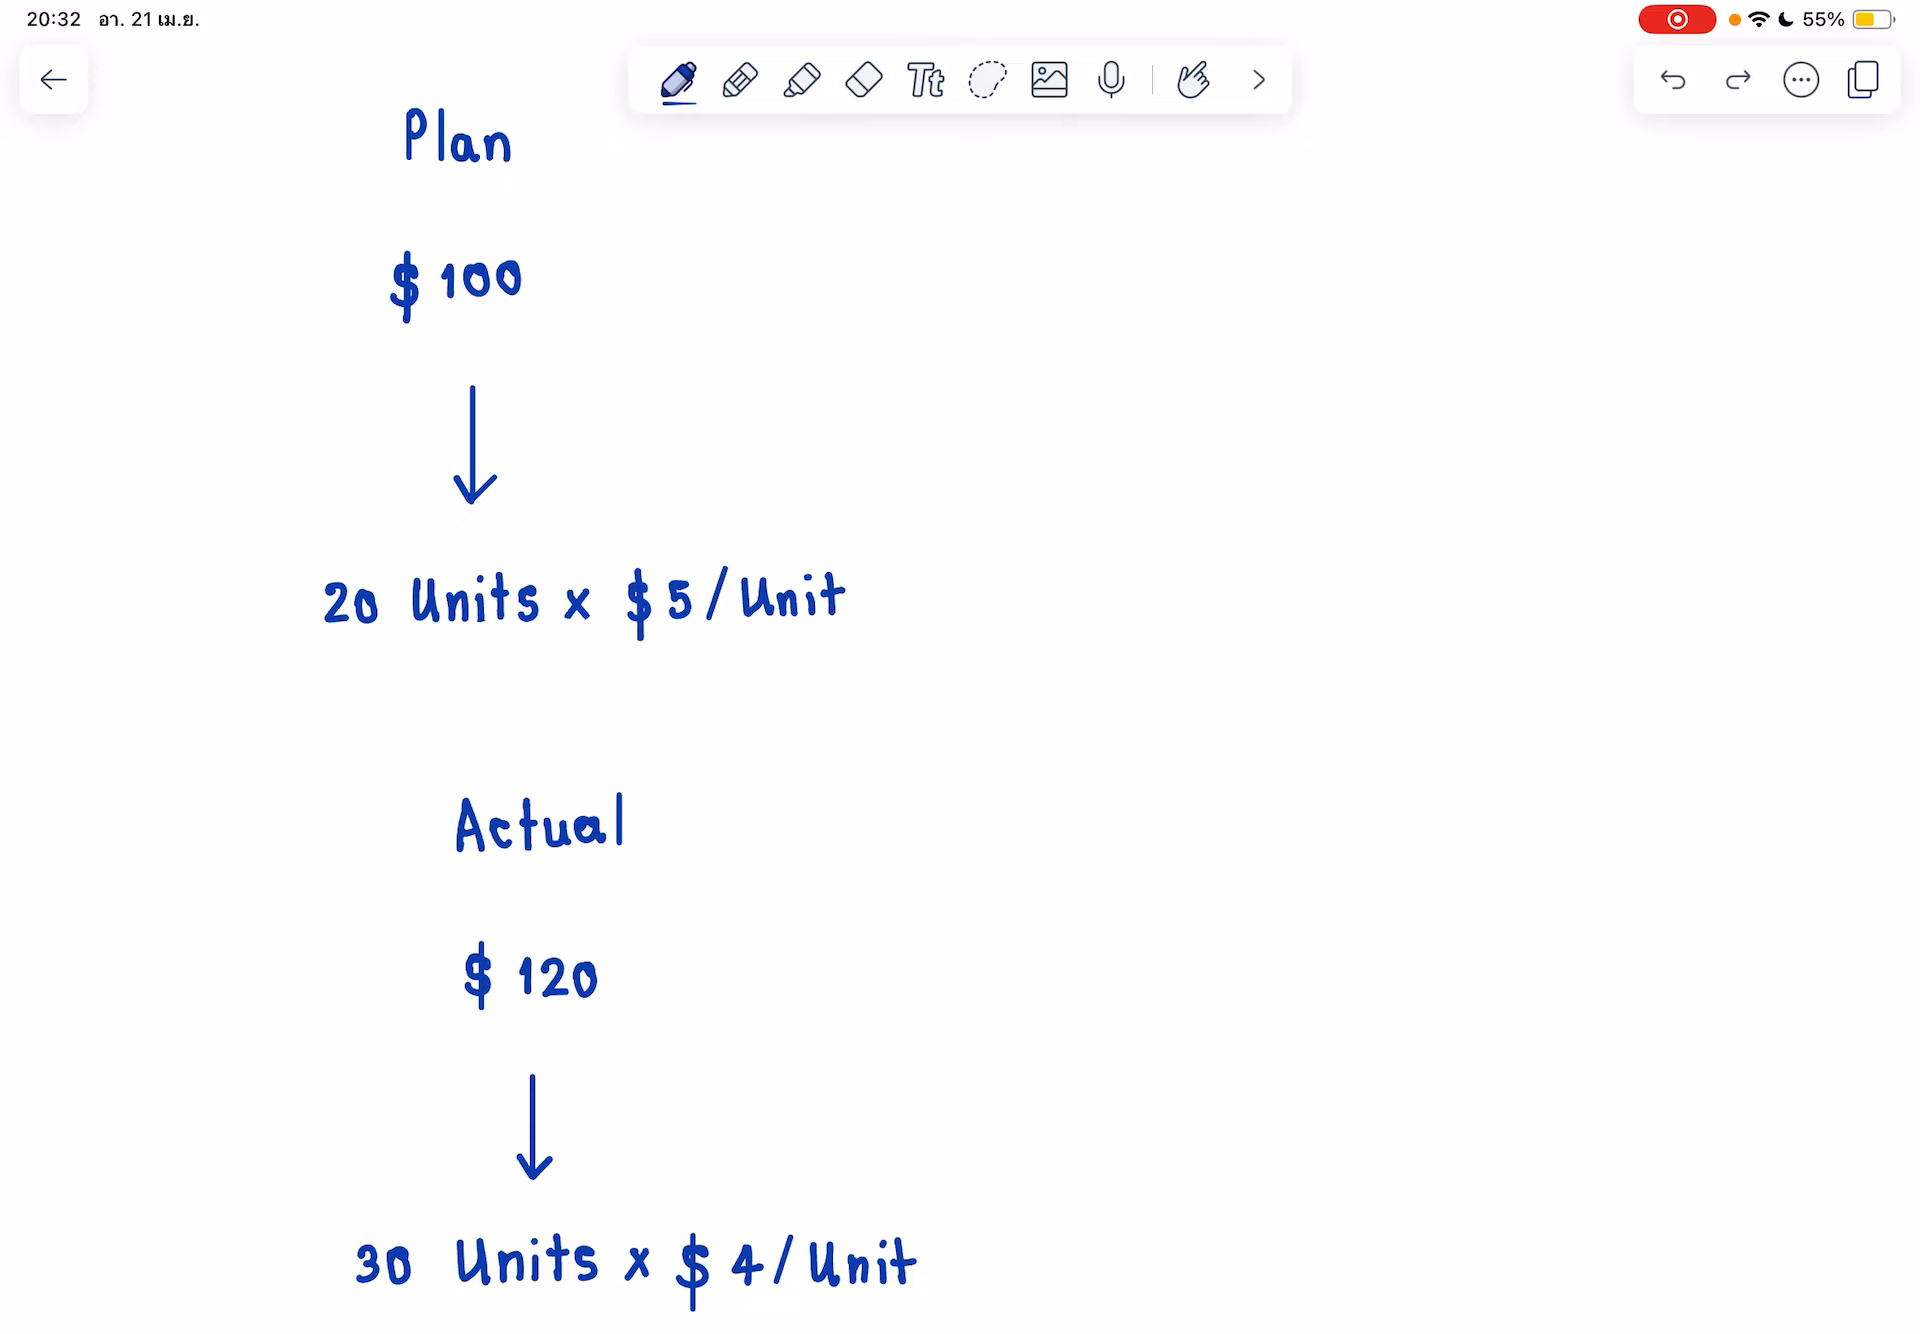 20:32 อา. 21 เม.ย. 55%
Tt
Plan
$ 100
20 Units x $ 5 / Unit
Actual
$ 120
30 Units x $ 4 / Unit